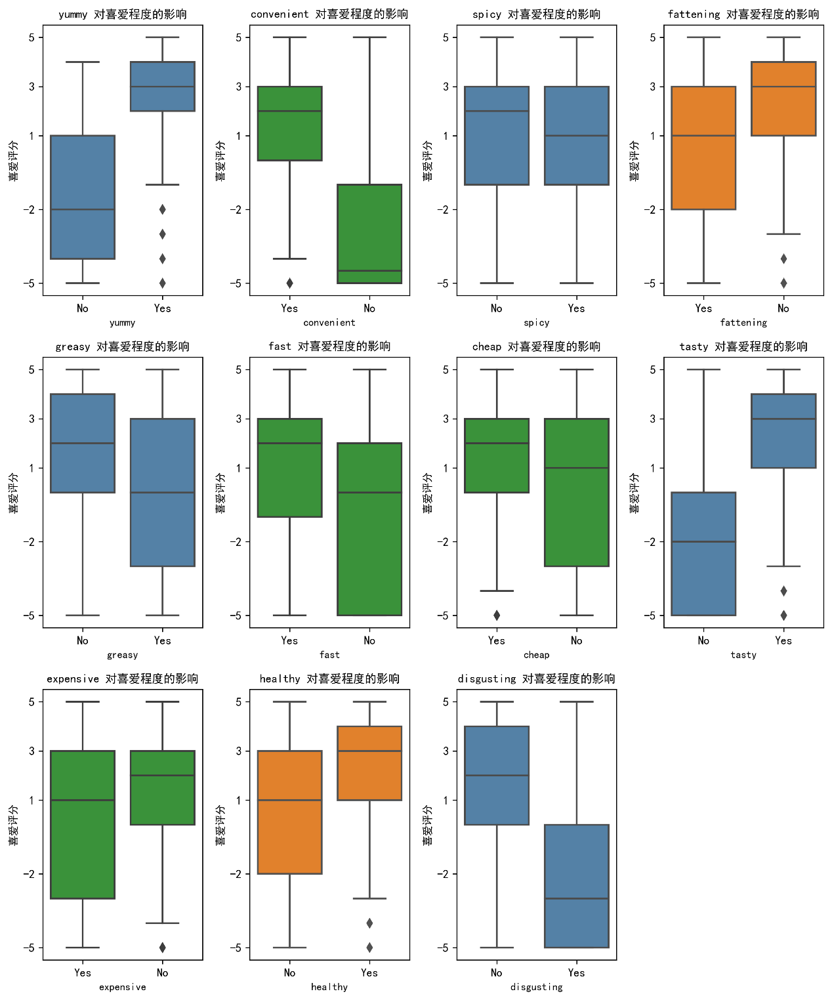 yummy 对喜爱程度的影响
convenient 对喜爱程度的影响
spicy 对喜爱程度的影响
fattening 对喜爱程度的影响
5
3
1
−2
−5
喜爱评分
No Yes
yummy
5
3
1
−2
−5
喜爱评分
Yes No
convenient
5
3
1
−2
−5
喜爱评分
No Yes
spicy
5
3
1
−2
−5
喜爱评分
Yes No
fattening
greasy 对喜爱程度的影响
fast 对喜爱程度的影响
cheap 对喜爱程度的影响
tasty 对喜爱程度的影响
5
3
1
−2
−5
喜爱评分
No Yes
greasy
5
3
1
−2
−5
喜爱评分
Yes No
fast
5
3
1
−2
−5
喜爱评分
Yes No
cheap
5
3
1
−2
−5
喜爱评分
No Yes
tasty
expensive 对喜爱程度的影响
healthy 对喜爱程度的影响
disgusting 对喜爱程度的影响
5
3
1
−2
−5
喜爱评分
Yes No
expensive
5
3
1
−2
−5
喜爱评分
No Yes
healthy
5
3
1
−2
−5
喜爱评分
No Yes
disgusting